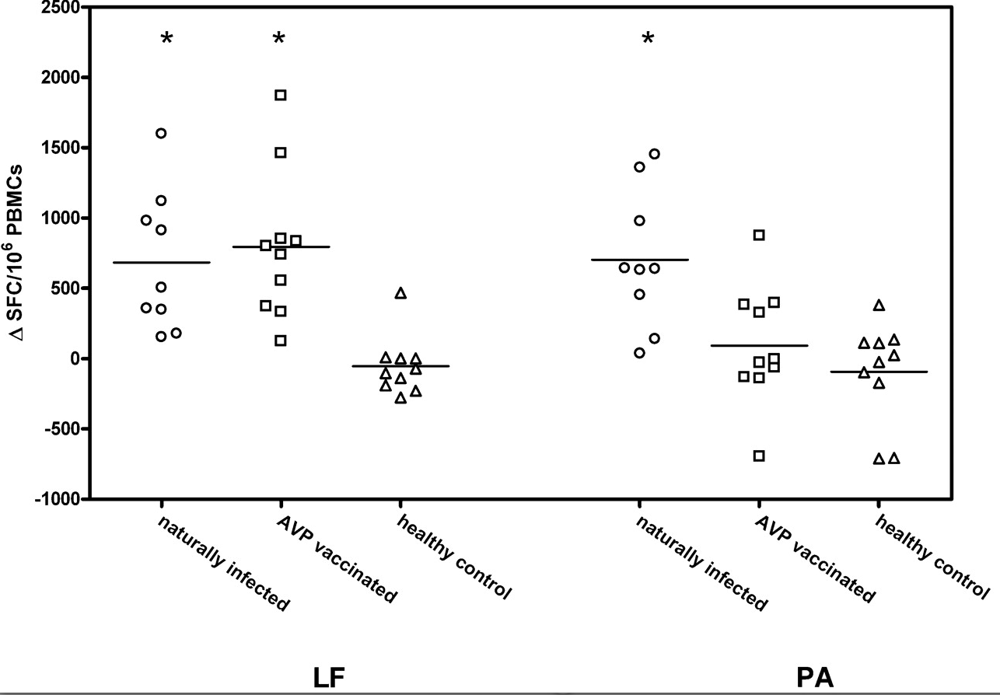 2500
2000
1500
1000
500
0
-500
-1000
Δ SFC/10⁶ PBMCs
* * *
naturally infected
AVP vaccinated
healthy control
naturally infected
AVP vaccinated
healthy control
LF
PA